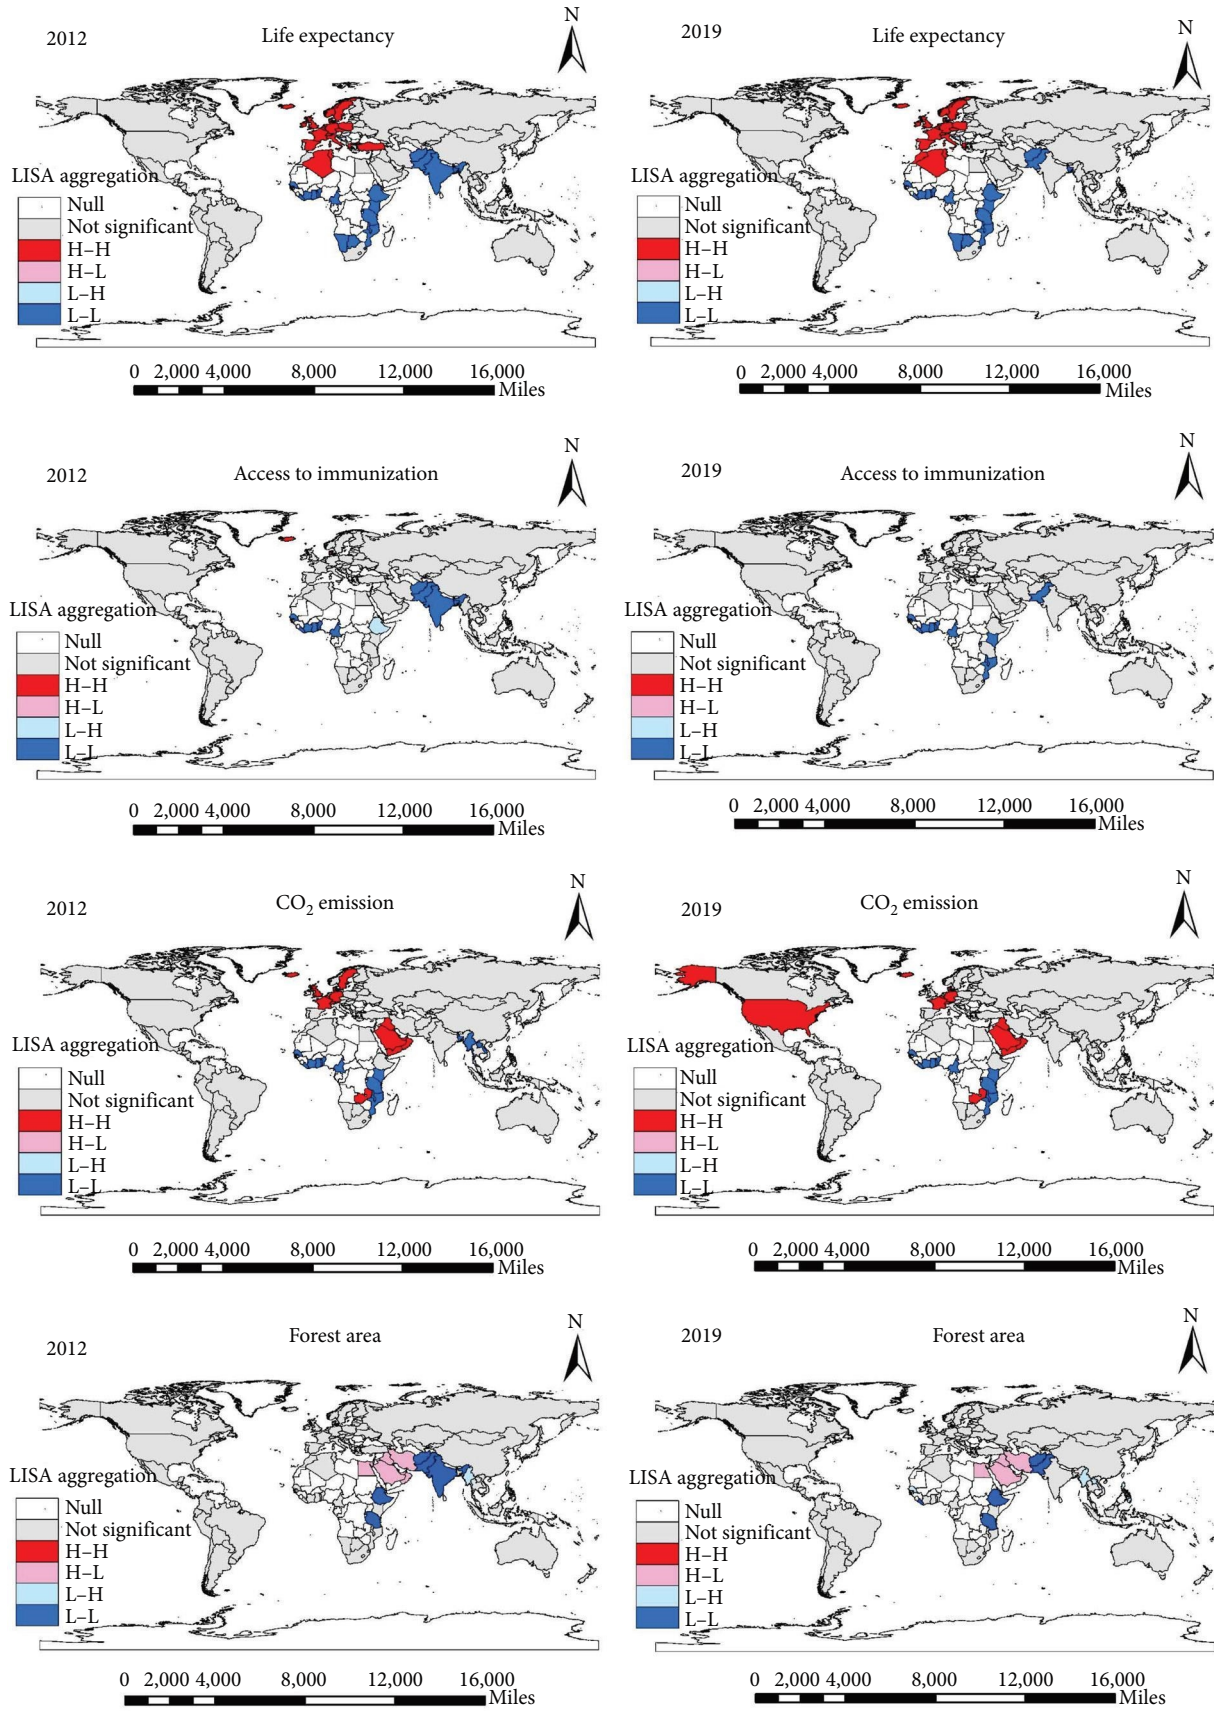 2012 Life expectancy N
LISA aggregation
Null
Not significant
H–H
H–L
L–H
L–L
0 2,000 4,000 8,000 12,000 16,000
Miles
2019 Life expectancy N
LISA aggregation
Null
Not significant
H–H
H–L
L–H
L–L
0 2,000 4,000 8,000 12,000 16,000
Miles
2012 Access to immunization N
LISA aggregation
Null
Not significant
H–H
H–L
L–H
L–L
0 2,000 4,000 8,000 12,000 16,000
Miles
2019 Access to immunization N
LISA aggregation
Null
Not significant
H–H
H–L
L–H
L–L
0 2,000 4,000 8,000 12,000 16,000
Miles
2012 CO₂ emission N
LISA aggregation
Null
Not significant
H–H
H–L
L–H
L–L
0 2,000 4,000 8,000 12,000 16,000
Miles
2019 CO₂ emission N
LISA aggregation
Null
Not significant
H–H
H–L
L–H
L–L
0 2,000 4,000 8,000 12,000 16,000
Miles
2012 Forest area N
LISA aggregation
Null
Not significant
H–H
H–L
L–H
L–L
0 2,000 4,000 8,000 12,000 16,000
Miles
2019 Forest area N
LISA aggregation
Null
Not significant
H–H
H–L
L–H
L–L
0 2,000 4,000 8,000 12,000 16,000
Miles